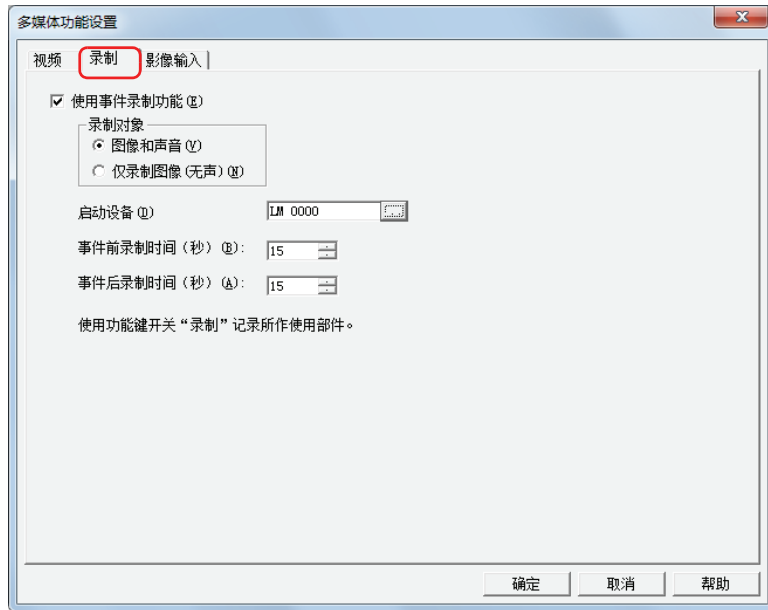 多媒体功能设置
视频 录制 影像输入
使用事件录制功能(E)
录制对象
图像和声音(V)
仅录制图像(无声)(N)
启动设备(D) LM 0000 ...
事件前录制时间（秒）(B): 15
事件后录制时间（秒）(A): 15
使用功能键开关“录制”记录所作使用部件。
确定 取消 帮助